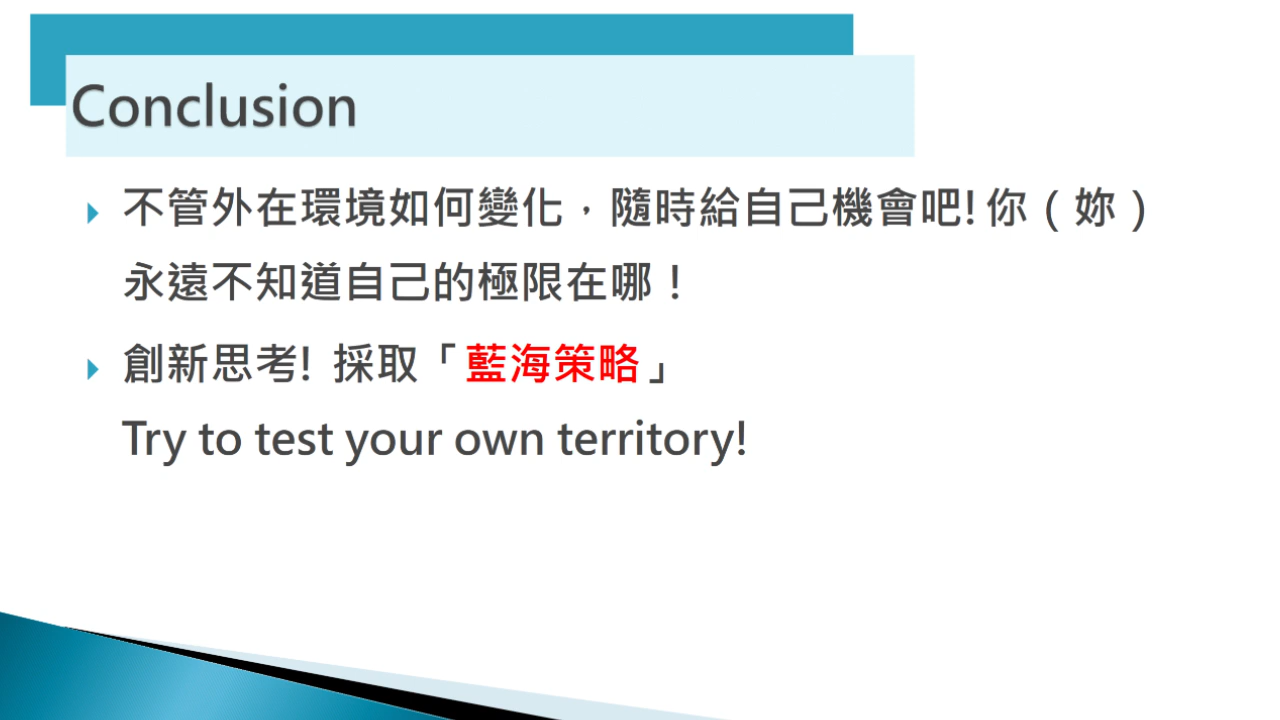 Conclusion
不管外在環境如何變化，隨時給自己機會吧! 你（妳）
永遠不知道自己的極限在哪！
創新思考! 採取「藍海策略」
Try to test your own territory!